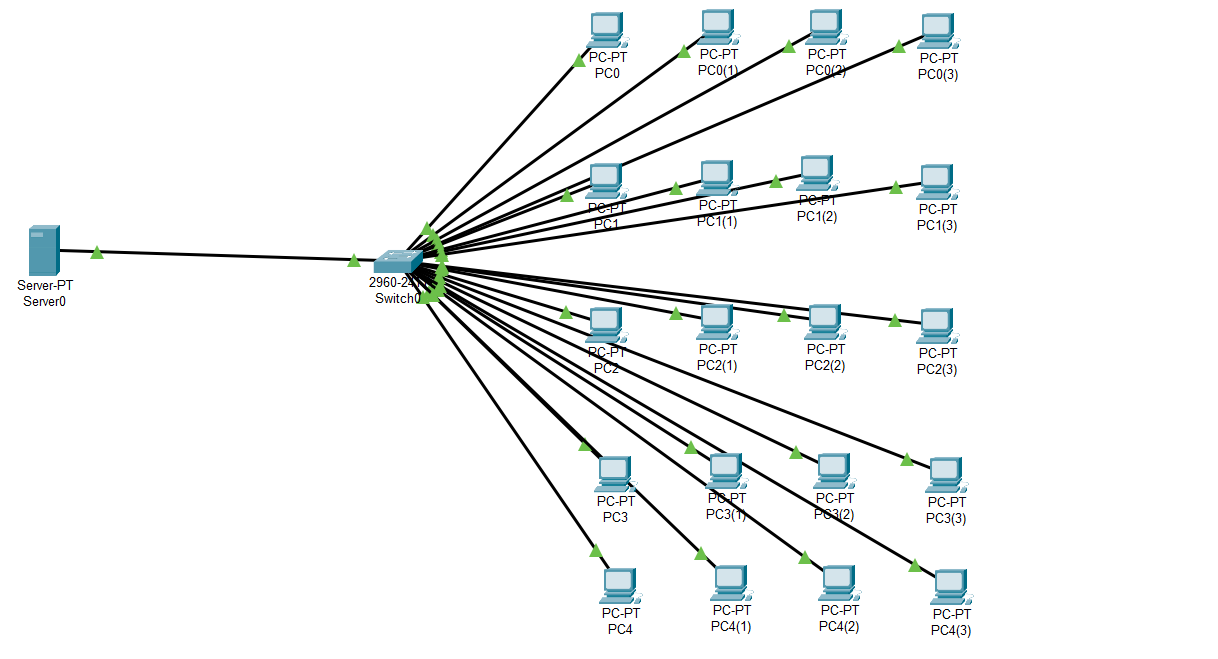 PC-PT
PC0
PC-PT
PC0(1)
PC-PT
PC0(2)
PC-PT
PC0(3)
PC-PT
PC1
PC-PT
PC1(1)
PC-PT
PC1(2)
PC-PT
PC1(3)
Server-PT
Server0
2960-24
Switch0
PC-PT
PC2
PC-PT
PC2(1)
PC-PT
PC2(2)
PC-PT
PC2(3)
PC-PT
PC3
PC-PT
PC3(1)
PC-PT
PC3(2)
PC-PT
PC3(3)
PC-PT
PC4
PC-PT
PC4(1)
PC-PT
PC4(2)
PC-PT
PC4(3)